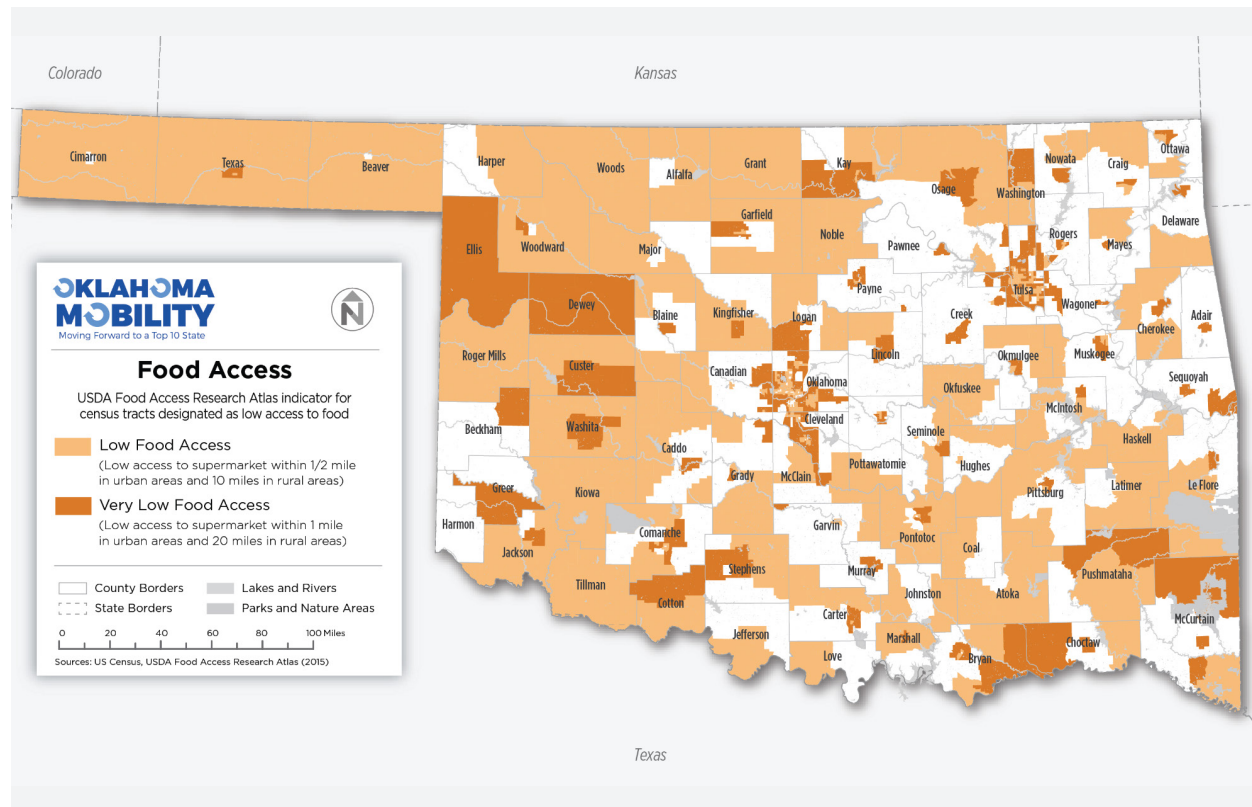 Colorado
Kansas
Cimarron
Texas
Beaver
Harper
Woods
Alfalfa
Grant
Kay
Osage
Washington
Nowata
Craig
Ottawa
Ellis
Woodward
Major
Garfield
Noble
Pawnee
Rogers
Mayes
Delaware
Dewey
Blaine
Kingfisher
Logan
Payne
Creek
Tulsa
Wagoner
Cherokee
Adair
Roger Mills
Custer
Canadian
Oklahoma
Lincoln
Okmulgee
Muskogee
Sequoyah
Okfuskee
McIntosh
Beckham
Washita
Caddo
Grady
Cleveland
McClain
Pottawatomie
Seminole
Hughes
Haskell
Pittsburg
Latimer
Le Flore
Greer
Kiowa
Harmon
Jackson
Comanche
Garvin
Pontotoc
Coal
Tillman
Cotton
Stephens
Murray
Johnston
Atoka
Pushmataha
McCurtain
Jefferson
Carter
Love
Marshall
Bryan
Choctaw
Texas
OKLAHOMA
MOBILITY
Moving Forward to a Top 10 State
N
Food Access
USDA Food Access Research Atlas indicator for
census tracts designated as low access to food
Low Food Access
(Low access to supermarket within 1/2 mile
in urban areas and 10 miles in rural areas)
Very Low Food Access
(Low access to supermarket within 1 mile
in urban areas and 20 miles in rural areas)
County Borders
Lakes and Rivers
State Borders
Parks and Nature Areas
0 20 40 60 80 100 Miles
Sources: US Census, USDA Food Access Research Atlas (2015)